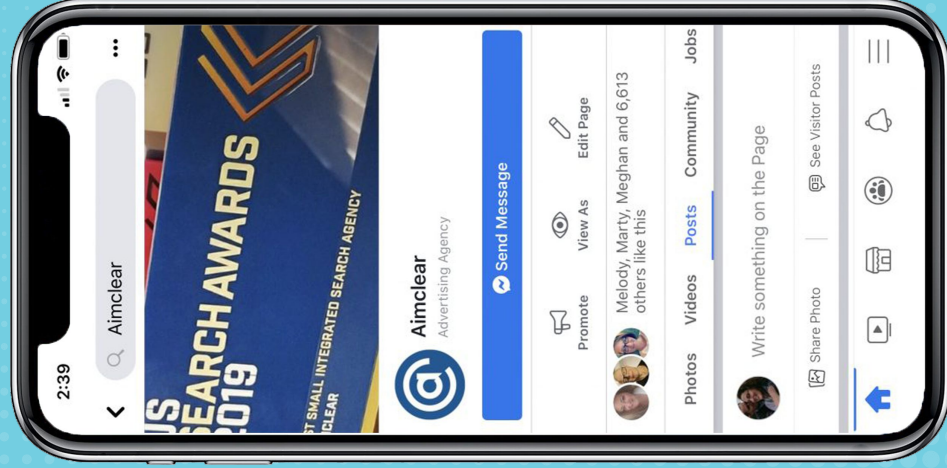 2:39
Aimclear
US
SEARCH AWARDS
2019
ST SMALL INTEGRATED SEARCH AGENCY
MCLEAR
Aimclear
Advertising Agency
Send Message
Promote
View As
Edit Page
Melody, Marty, Meghan and 6,613
others like this
Photos
Videos
Posts
Community
Jobs
Write something on the Page
Share Photo
See Visitor Posts